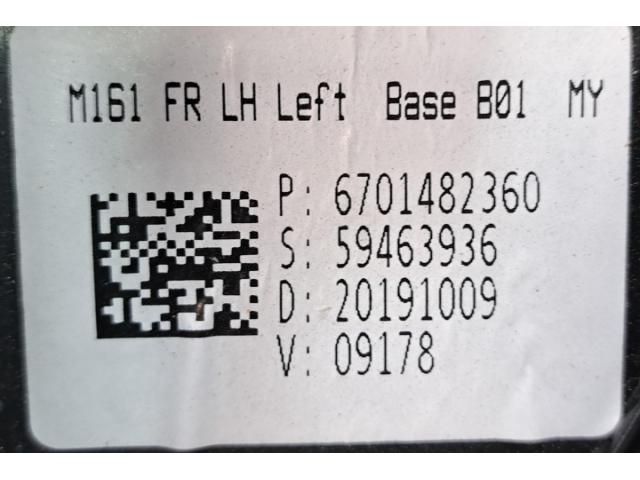 M161 FR LH Left Base B01 MY
P: 6701482360
S: 59463936
D: 20191009
V: 09178